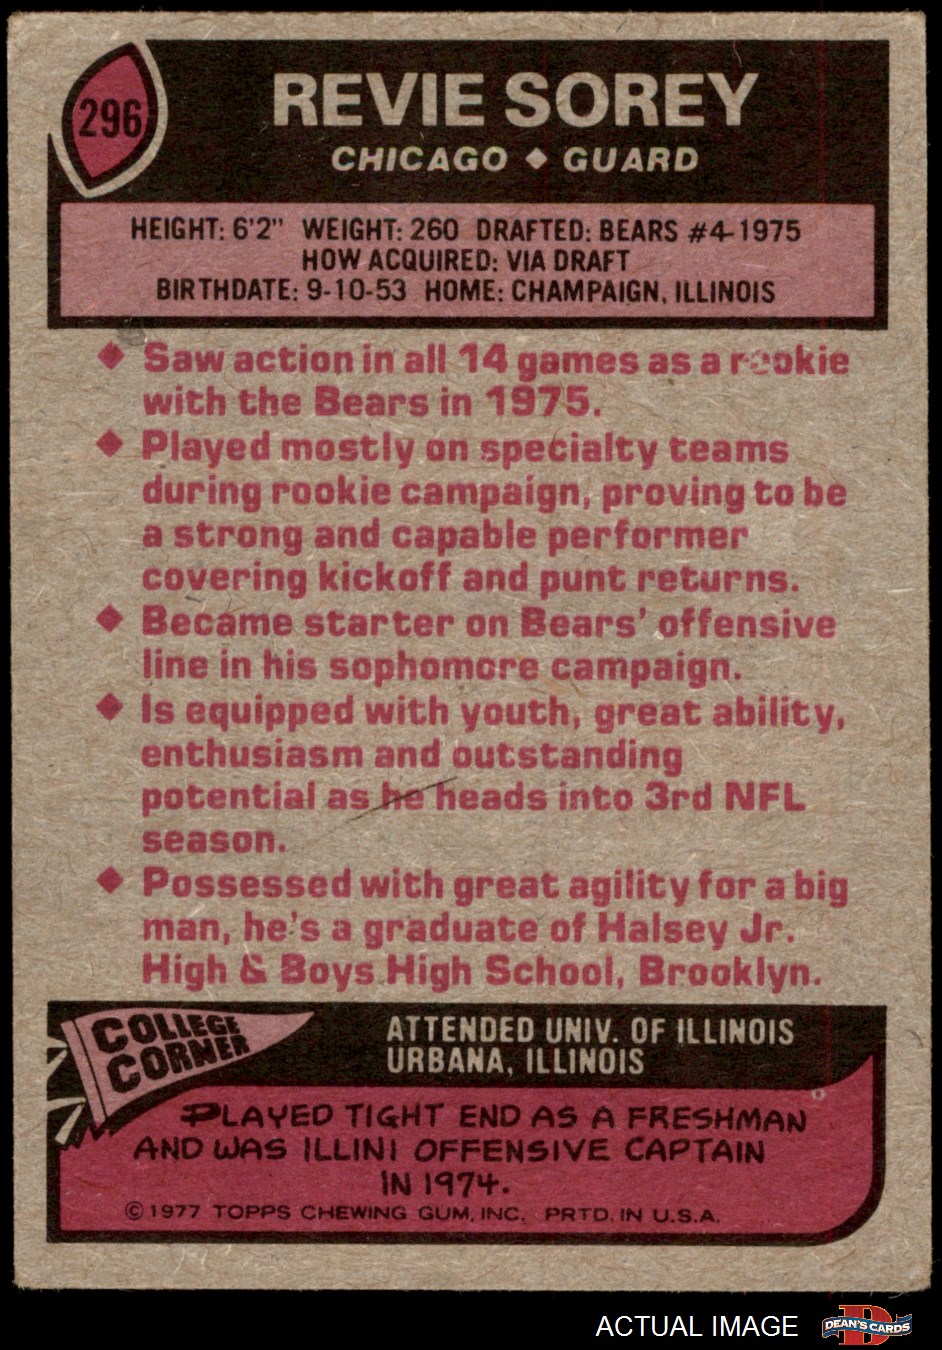 296
REVIE SOREY
CHICAGO ◆ GUARD
HEIGHT: 6'2" WEIGHT: 260 DRAFTED: BEARS #4-1975
HOW ACQUIRED: VIA DRAFT
BIRTHDATE: 9-10-53 HOME: CHAMPAIGN, ILLINOIS
◆ Saw action in all 14 games as a rookie
with the Bears in 1975.
◆ Played mostly on specialty teams
during rookie campaign, proving to be
a strong and capable performer
covering kickoff and punt returns.
◆ Became starter on Bears' offensive
line in his sophomore campaign.
◆ Is equipped with youth, great ability,
enthusiasm and outstanding
potential as he heads into 3rd NFL
season.
◆ Possessed with great agility for a big
man, he's a graduate of Halsey Jr.
High & Boys High School, Brooklyn.
COLLEGE
CORNER
ATTENDED UNIV. OF ILLINOIS
URBANA, ILLINOIS
PLAYED TIGHT END AS A FRESHMAN
AND WAS ILLINI OFFENSIVE CAPTAIN
IN 1974.
© 1977 TOPPS CHEWING GUM, INC. PRTD. IN U.S.A.
ACTUAL IMAGE
D
DEAN'S CARDS